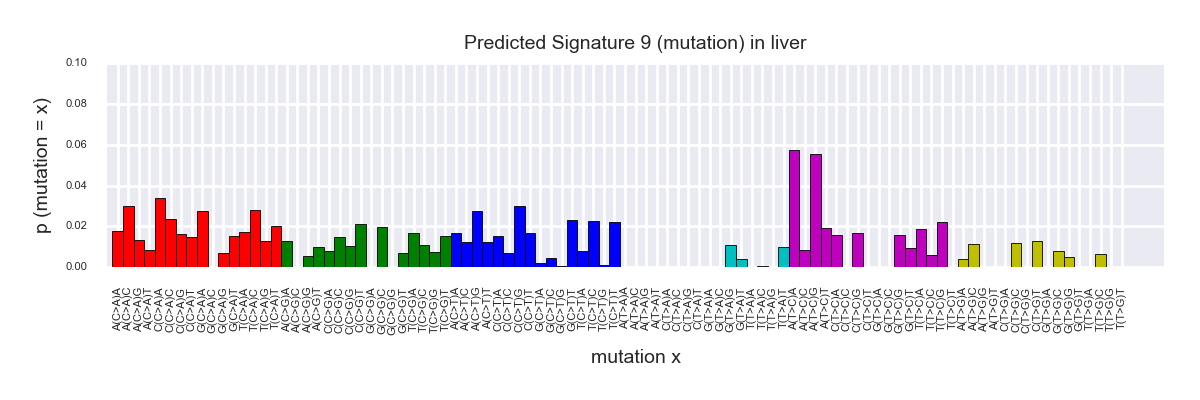 Predicted Signature 9 (mutation) in liver
p (mutation = x)
0.10
0.08
0.06
0.04
0.02
0.00
A(C>A)A
A(C>A)C
A(C>A)G
A(C>A)T
C(C>A)A
C(C>A)C
C(C>A)G
C(C>A)T
G(C>A)A
G(C>A)C
G(C>A)G
G(C>A)T
T(C>A)A
T(C>A)C
T(C>A)G
T(C>A)T
A(C>G)A
A(C>G)C
A(C>G)G
A(C>G)T
C(C>G)A
C(C>G)C
C(C>G)G
C(C>G)T
G(C>G)A
G(C>G)C
G(C>G)G
G(C>G)T
T(C>G)A
T(C>G)C
T(C>G)G
T(C>G)T
A(C>T)A
A(C>T)C
A(C>T)G
A(C>T)T
C(C>T)A
C(C>T)C
C(C>T)G
C(C>T)T
G(C>T)A
G(C>T)C
G(C>T)G
G(C>T)T
T(C>T)A
T(C>T)C
T(C>T)G
T(C>T)T
A(T>A)A
A(T>A)C
A(T>A)G
A(T>A)T
C(T>A)A
C(T>A)C
C(T>A)G
C(T>A)T
G(T>A)A
G(T>A)C
G(T>A)G
G(T>A)T
T(T>A)A
T(T>A)C
T(T>A)G
T(T>A)T
A(T>C)A
A(T>C)C
A(T>C)G
A(T>C)T
C(T>C)A
C(T>C)C
C(T>C)G
C(T>C)T
G(T>C)A
G(T>C)C
G(T>C)G
G(T>C)T
T(T>C)A
T(T>C)C
T(T>C)G
T(T>C)T
A(T>G)A
A(T>G)C
A(T>G)G
A(T>G)T
C(T>G)A
C(T>G)C
C(T>G)G
C(T>G)T
G(T>G)A
G(T>G)C
G(T>G)G
G(T>G)T
T(T>G)A
T(T>G)C
T(T>G)G
T(T>G)T
mutation x